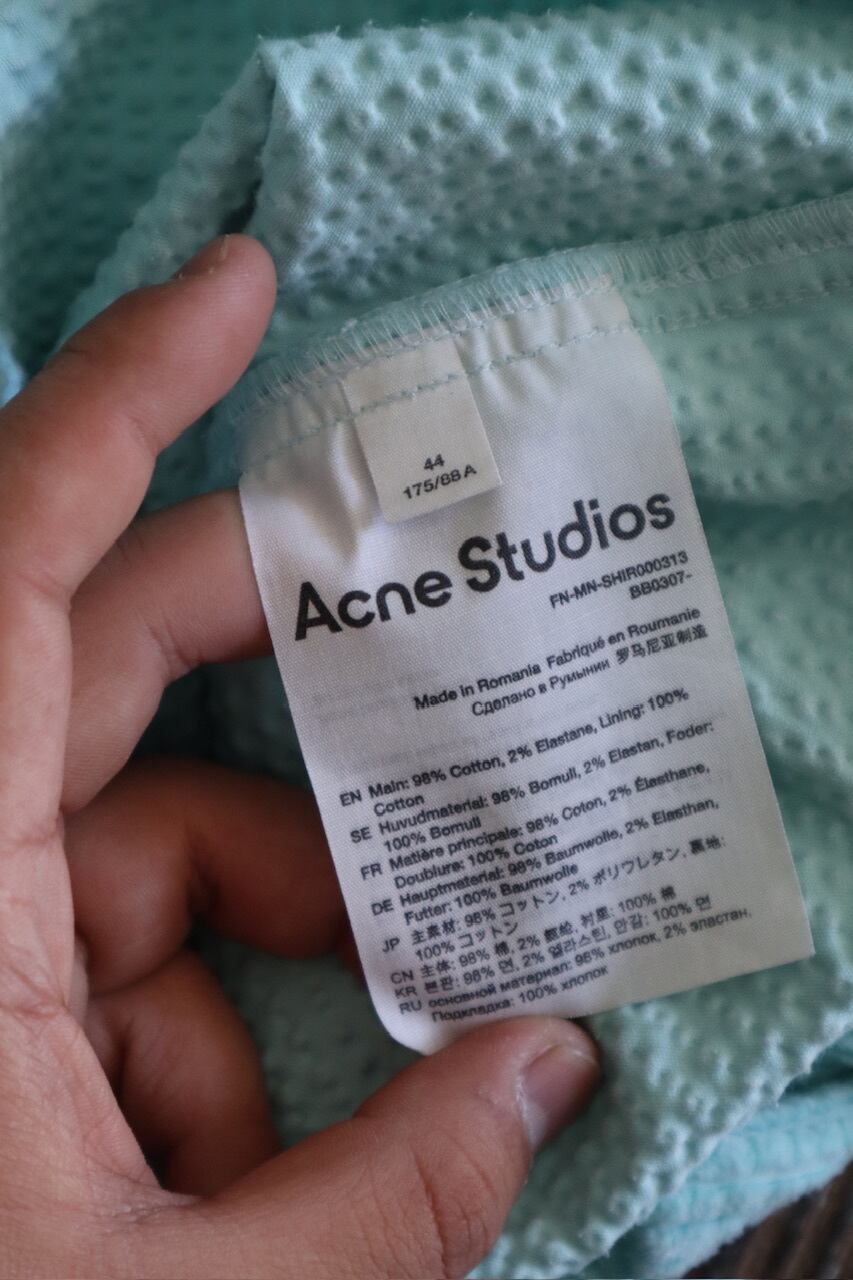 44
175/88A
Acne Studios
FN-MN-SHIR000313
BB0307-
Made in Romania Fabriqué en Roumanie
Сделано в Румынии 罗马尼亚制造
EN Main: 98% Cotton, 2% Elastane, Lining: 100%
Cotton
SE Huvudmaterial: 98% Bomull, 2% Elastan, Foder:
100% Bomull
FR Matière principale: 98% Coton, 2% Élasthane,
Doublure: 100% Coton
DE Hauptmaterial: 98% Baumwolle, 2% Elasthan,
Futter: 100% Baumwolle
JP 主素材: 98% コットン, 2% ポリウレタン, 裏地:
100% コットン
CN 主体: 98% 棉, 2% 氨纶, 衬里: 100% 棉
KR 본판: 98% 면, 2% 엘라스틴, 안감: 100% 면
RU основной материал: 98% хлопок, 2% эластан,
Подкладка: 100% хлопок